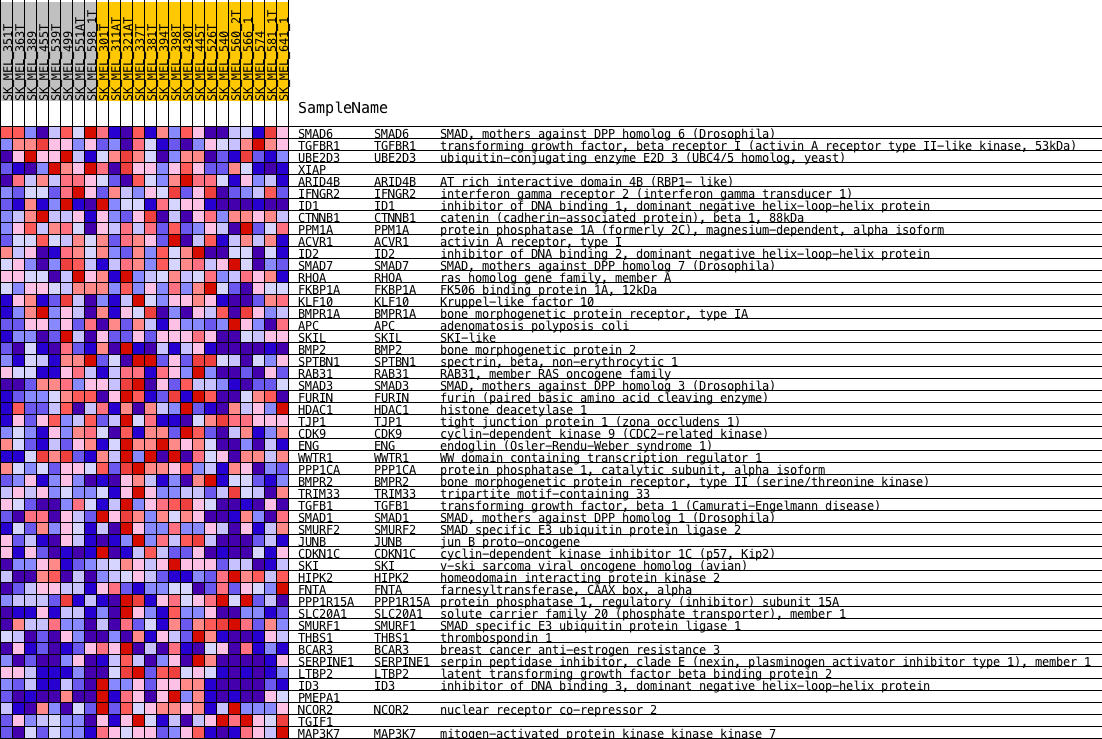 SK_MEL_351T
SK_MEL_363T
SK_MEL_389
SK_MEL_455T
SK_MEL_539T
SK_MEL_499
SK_MEL_551AT
SK_MEL_598_1T
SK_MEL_301T
SK_MEL_311AT
SK_MEL_321AT
SK_MEL_337T
SK_MEL_381T
SK_MEL_394T
SK_MEL_398T
SK_MEL_430T
SK_MEL_445T
SK_MEL_526T
SK_MEL_540
SK_MEL_560_2T
SK_MEL_566_1
SK_MEL_574
SK_MEL_581_1T
SK_MEL_641_1
SampleName
SMAD6 SMAD6 SMAD, mothers against DPP homolog 6 (Drosophila)
TGFBR1 TGFBR1 transforming growth factor, beta receptor I (activin A receptor type II-like kinase, 53kDa)
UBE2D3 UBE2D3 ubiquitin-conjugating enzyme E2D 3 (UBC4/5 homolog, yeast)
XIAP
ARID4B ARID4B AT rich interactive domain 4B (RBP1- like)
IFNGR2 IFNGR2 interferon gamma receptor 2 (interferon gamma transducer 1)
ID1 ID1 inhibitor of DNA binding 1, dominant negative helix-loop-helix protein
CTNNB1 CTNNB1 catenin (cadherin-associated protein), beta 1, 88kDa
PPM1A PPM1A protein phosphatase 1A (formerly 2C), magnesium-dependent, alpha isoform
ACVR1 ACVR1 activin A receptor, type I
ID2 ID2 inhibitor of DNA binding 2, dominant negative helix-loop-helix protein
SMAD7 SMAD7 SMAD, mothers against DPP homolog 7 (Drosophila)
RHOA RHOA ras homolog gene family, member A
FKBP1A FKBP1A FK506 binding protein 1A, 12kDa
KLF10 KLF10 Kruppel-like factor 10
BMPR1A BMPR1A bone morphogenetic protein receptor, type IA
APC APC adenomatosis polyposis coli
SKIL SKIL SKI-like
BMP2 BMP2 bone morphogenetic protein 2
SPTBN1 SPTBN1 spectrin, beta, non-erythrocytic 1
RAB31 RAB31 RAB31, member RAS oncogene family
SMAD3 SMAD3 SMAD, mothers against DPP homolog 3 (Drosophila)
FURIN FURIN furin (paired basic amino acid cleaving enzyme)
HDAC1 HDAC1 histone deacetylase 1
TJP1 TJP1 tight junction protein 1 (zona occludens 1)
CDK9 CDK9 cyclin-dependent kinase 9 (CDC2-related kinase)
ENG ENG endoglin (Osler-Rendu-Weber syndrome 1)
WWTR1 WWTR1 WW domain containing transcription regulator 1
PPP1CA PPP1CA protein phosphatase 1, catalytic subunit, alpha isoform
BMPR2 BMPR2 bone morphogenetic protein receptor, type II (serine/threonine kinase)
TRIM33 TRIM33 tripartite motif-containing 33
TGFB1 TGFB1 transforming growth factor, beta 1 (Camurati-Engelmann disease)
SMAD1 SMAD1 SMAD, mothers against DPP homolog 1 (Drosophila)
SMURF2 SMURF2 SMAD specific E3 ubiquitin protein ligase 2
JUNB JUNB jun B proto-oncogene
CDKN1C CDKN1C cyclin-dependent kinase inhibitor 1C (p57, Kip2)
SKI SKI v-ski sarcoma viral oncogene homolog (avian)
HIPK2 HIPK2 homeodomain interacting protein kinase 2
FNTA FNTA farnesyltransferase, CAAX box, alpha
PPP1R15A PPP1R15A protein phosphatase 1, regulatory (inhibitor) subunit 15A
SLC20A1 SLC20A1 solute carrier family 20 (phosphate transporter), member 1
SMURF1 SMURF1 SMAD specific E3 ubiquitin protein ligase 1
THBS1 THBS1 thrombospondin 1
BCAR3 BCAR3 breast cancer anti-estrogen resistance 3
SERPINE1 SERPINE1 serpin peptidase inhibitor, clade E (nexin, plasminogen activator inhibitor type 1), member 1
LTBP2 LTBP2 latent transforming growth factor beta binding protein 2
ID3 ID3 inhibitor of DNA binding 3, dominant negative helix-loop-helix protein
PMEPA1
NCOR2 NCOR2 nuclear receptor co-repressor 2
TGIF1
MAP3K7 MAP3K7 mitogen-activated protein kinase kinase kinase 7